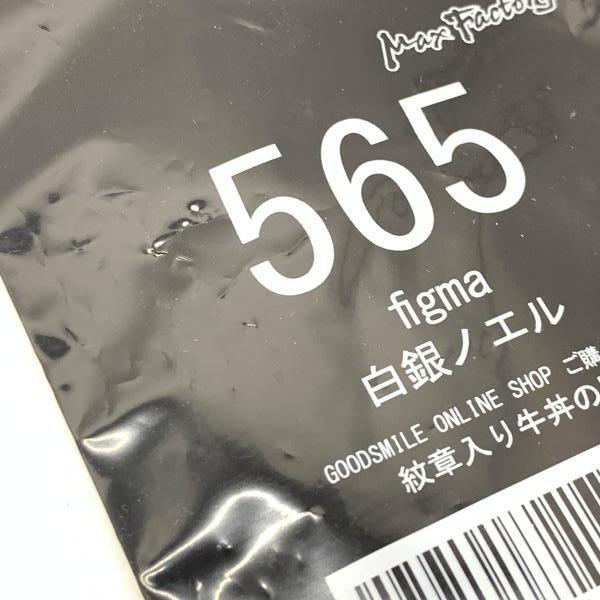 Max Factory
565
figma
白銀ノエル
GOODSMILE ONLINE SHOP ご購
紋章入り牛丼の